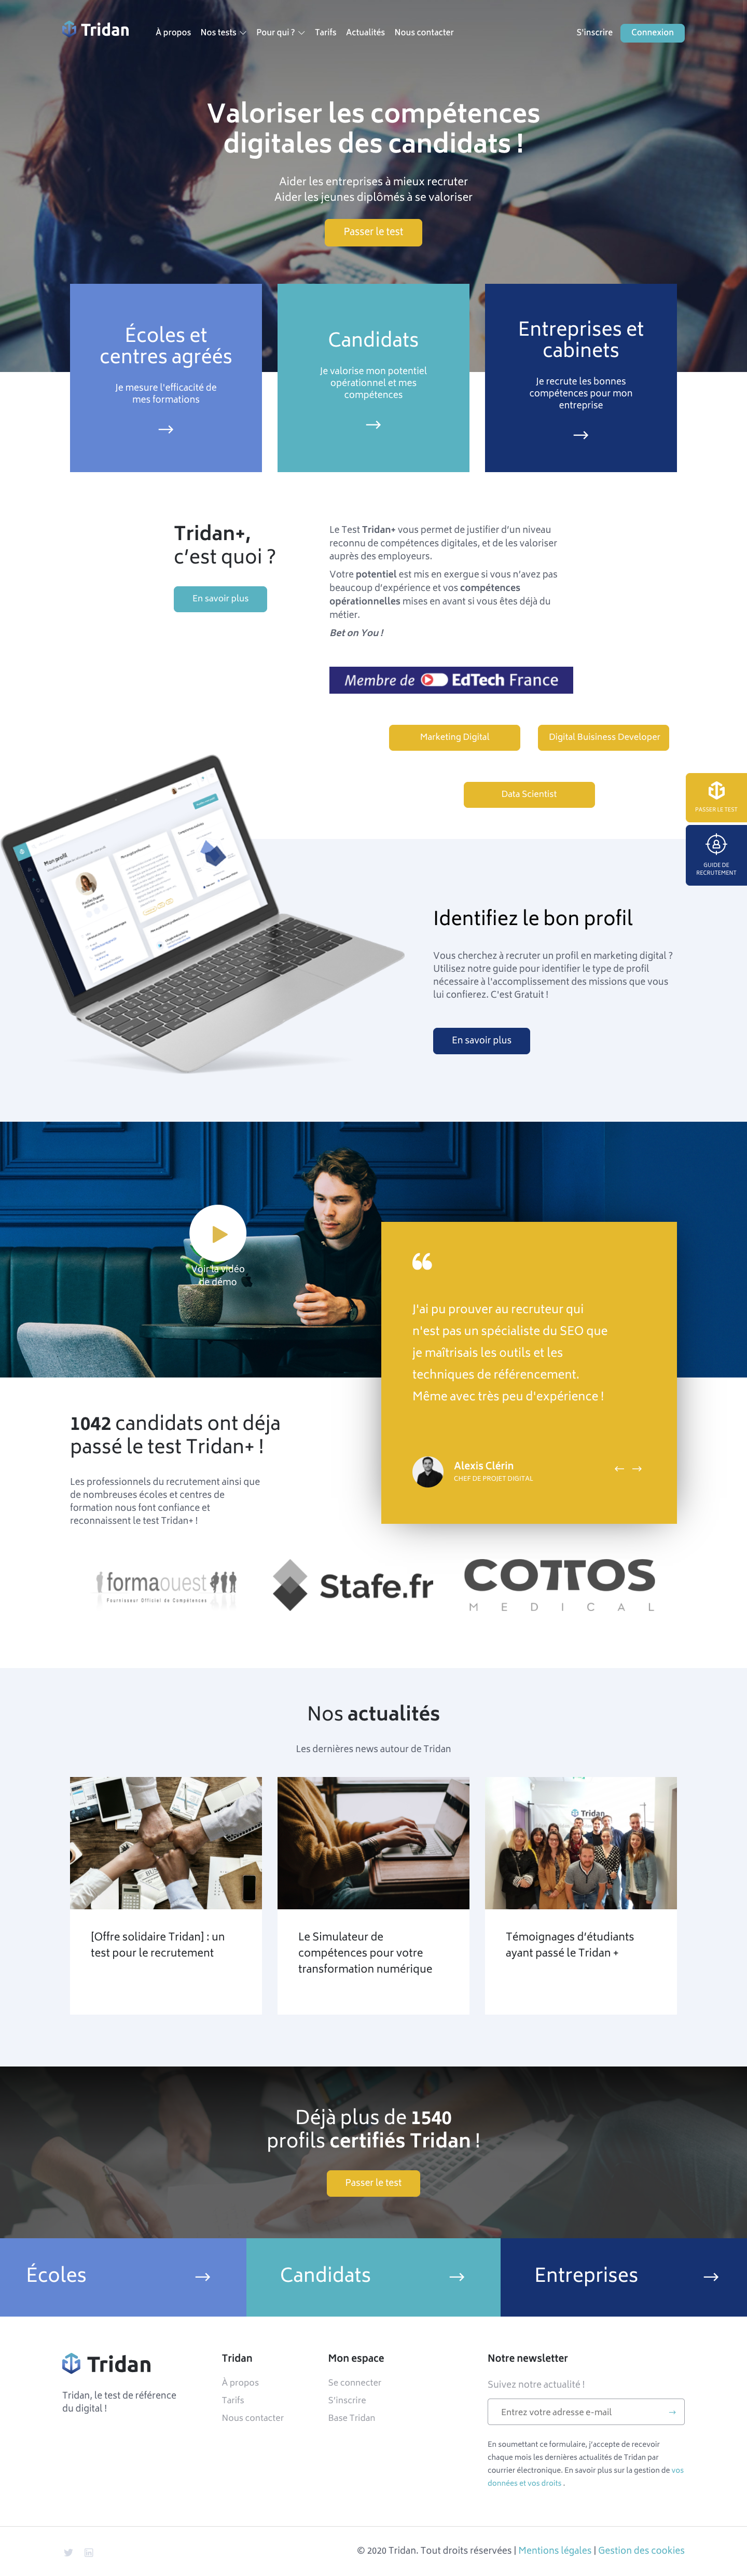 Tridan
À propos
Nos tests
Pour qui ?
Tarifs
Actualités
Nous contacter
S'inscrire
Connexion
Valoriser les compétences
digitales des candidats !
Aider les entreprises à mieux recruter
Aider les jeunes diplômés à se valoriser
Passer le test
Écoles et
centres agréés
Je mesure l'efficacité de
mes formations
Candidats
Je valorise mon potentiel
opérationnel et mes
compétences
Entreprises et
cabinets
Je recrute les bonnes
compétences pour mon
entreprise
Tridan+,
c'est quoi ?
En savoir plus
Le Test Tridan+ vous permet de justifier d'un niveau
reconnu de compétences digitales, et de les valoriser
auprès des employeurs.
Votre potentiel est mis en exergue si vous n'avez pas
beaucoup d'expérience et vos compétences
opérationnelles mises en avant si vous êtes déjà du
métier.
Bet on You !
Membre de EdTech France
Marketing Digital
Digital Buisiness Developer
Data Scientist
PASSER LE TEST
GUIDE DE
RECRUTEMENT
Mon profil
Identifiez le bon profil
Vous cherchez à recruter un profil en marketing digital ?
Utilisez notre guide pour identifier le type de profil
nécessaire à l'accomplissement des missions que vous
lui confierez. C'est Gratuit !
En savoir plus
Voir la vidéo
de démo
J'ai pu prouver au recruteur qui
n'est pas un spécialiste du SEO que
je maîtrisais les outils et les
techniques de référencement.
Même avec très peu d'expérience !
Alexis Clérin
CHEF DE PROJET DIGITAL
1042 candidats ont déja
passé le test Tridan+ !
Les professionnels du recrutement ainsi que
de nombreuses écoles et centres de
formation nous font confiance et
reconnaissent le test Tridan+ !
formaouest
Fournisseur Officiel de Compétences
Stafe.fr
COTTOS
MEDICAL
Nos actualités
Les dernières news autour de Tridan
Tridan
[Offre solidaire Tridan] : un
test pour le recrutement
Le Simulateur de
compétences pour votre
transformation numérique
Témoignages d'étudiants
ayant passé le Tridan +
Déjà plus de 1540
profils certifiés Tridan !
Passer le test
Écoles
Candidats
Entreprises
Tridan
Tridan, le test de référence
du digital !
Tridan
À propos
Tarifs
Nous contacter
Mon espace
Se connecter
S'inscrire
Base Tridan
Notre newsletter
Suivez notre actualité !
Entrez votre adresse e-mail
En soumettant ce formulaire, j'accepte de recevoir
chaque mois les dernières actualités de Tridan par
courrier électronique. En savoir plus sur la gestion de vos
données et vos droits .
© 2020 Tridan. Tout droits réservées | Mentions légales | Gestion des cookies